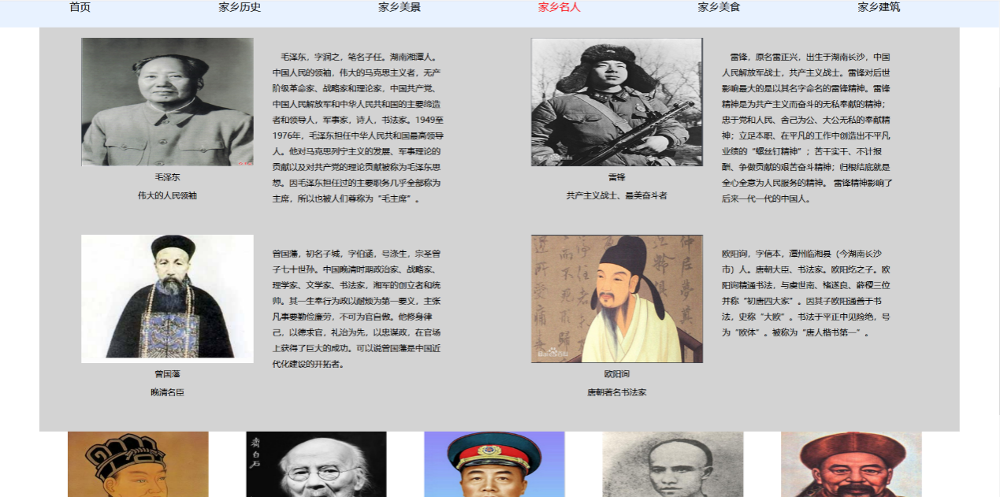 首页 家乡历史 家乡美景 家乡名人 家乡美食 家乡建筑
毛泽东，字润之，笔名子任。湖南湘潭人。
中国人民的领袖，伟大的马克思主义者，无产
阶级革命家、战略家和理论家，中国共产党、
中国人民解放军和中华人民共和国的主要缔造
者和领导人，军事家，诗人，书法家。1949至
1976年，毛泽东担任中华人民共和国最高领导
人。他对马克思列宁主义的发展、军事理论的
贡献以及对共产党的理论贡献被称为毛泽东思
想。因毛泽东担任过的主要职务几乎全部称为
主席，所以也被人们尊称为“毛主席”。
毛泽东
伟大的人民领袖
雷锋，原名雷正兴，出生于湖南长沙，中国
人民解放军战士，共产主义战士。雷锋对后世
影响最大的是以其名字命名的雷锋精神。雷锋
精神是为共产主义而奋斗的无私奉献的精神；
忠于党和人民、舍己为公、大公无私的奉献精
神；立足本职、在平凡的工作中创造出不平凡
业绩的“螺丝钉精神”；苦干实干、不计报
酬、争做贡献的艰苦奋斗精神；归根结底就是
全心全意为人民服务的精神。 雷锋精神影响了
后来一代一代的中国人。
雷锋
共产主义战士、最美奋斗者
曾国藩，初名子城，字伯涵，号涤生，宗圣曾
子七十世孙。中国晚清时期政治家、战略家、
理学家、文学家、书法家，湘军的创立者和统
帅。其一生奉行为政以耐烦为第一要义，主张
凡事要勤俭廉劳，不可为官自傲。他修身律
己，以德求官，礼治为先，以忠谋政，在官场
上获得了巨大的成功。可以说曾国藩是中国近
代化建设的开拓者。
曾国藩
晚清名臣
欧阳询，字信本，潭州临湘县（今湖南长沙
市）人。唐朝大臣、书法家。欧阳纥之子。欧
阳询精通书法，与虞世南、褚遂良、薛稷三位
并称“初唐四大家”。因其子欧阳通善于书
法，史称“大欧”。书法于平正中见险绝，号
为“欧体”。被称为“唐人楷书第一”。
欧阳询
唐朝著名书法家
齐白石